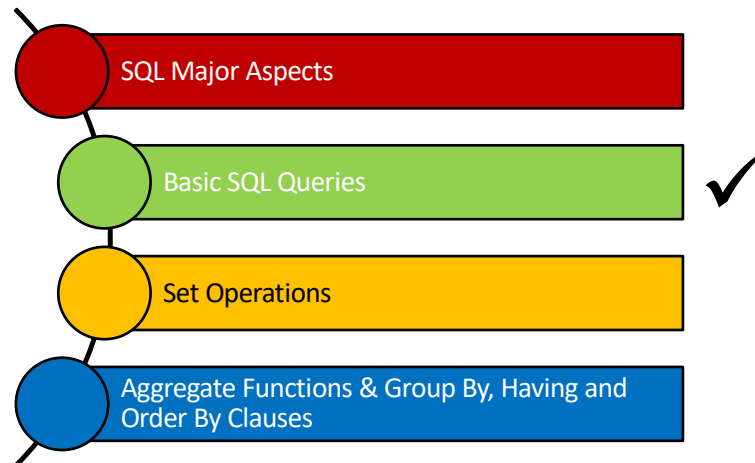 SQL Major Aspects
Basic SQL Queries
Set Operations
Aggregate Functions & Group By, Having and
Order By Clauses